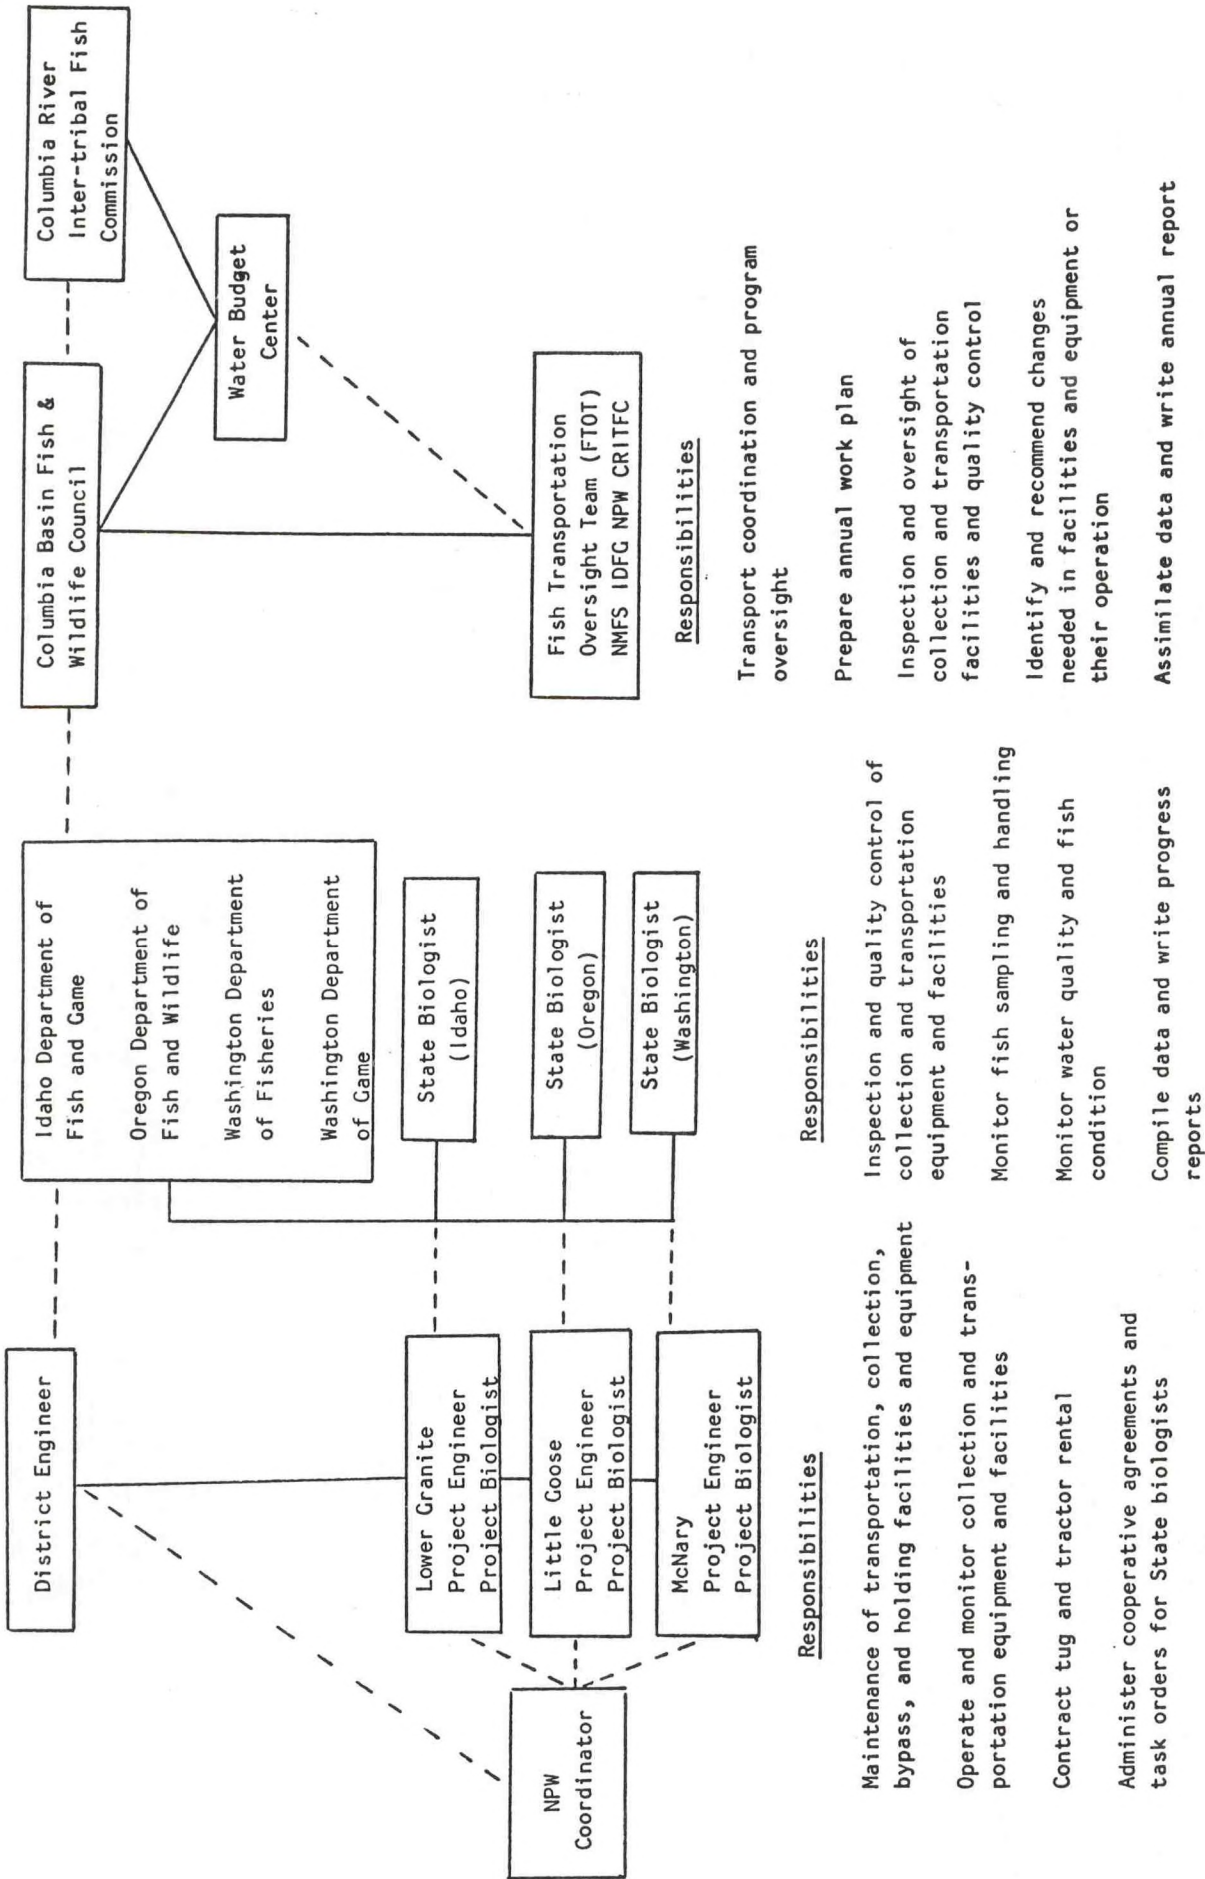 District Engineer
NPW
Coordinator
Lower Granite
Project Engineer
Project Biologist
Little Goose
Project Engineer
Project Biologist
McNary
Project Engineer
Project Biologist
Responsibilities
Maintenance of transportation, collection,
bypass, and holding facilities and equipment
Operate and monitor collection and trans-
portation equipment and facilities
Contract tug and tractor rental
Administer cooperative agreements and
task orders for State biologists
Idaho Department of
Fish and Game
Oregon Department of
Fish and Wildlife
Washington Department
of Fisheries
Washington Department
of Game
State Biologist
(Idaho)
State Biologist
(Oregon)
State Biologist
(Washington)
Responsibilities
Inspection and quality control of
collection and transportation
equipment and facilities
Monitor fish sampling and handling
Monitor water quality and fish
condition
Compile data and write progress
reports
Columbia Basin Fish &
Wildlife Council
Columbia River
Inter-tribal Fish
Commission
Water Budget
Center
Fish Transportation
Oversight Team (FTOT)
NMFS IDFG NPW CRITFC
Responsibilities
Transport coordination and program
oversight
Prepare annual work plan
Inspection and oversight of
collection and transportation
facilities and quality control
Identify and recommend changes
needed in facilities and equipment or
their operation
Assimilate data and write annual report